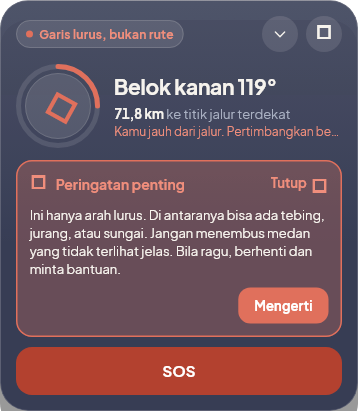 Garis lurus, bukan rute
Belok kanan 119°
71,8 km ke titik jalur terdekat
Kamu jauh dari jalur. Pertimbangkan be...
Peringatan penting
Tutup
Ini hanya arah lurus. Di antaranya bisa ada tebing,
jurang, atau sungai. Jangan menembus medan
yang tidak terlihat jelas. Bila ragu, berhenti dan
minta bantuan.
Mengerti
SOS